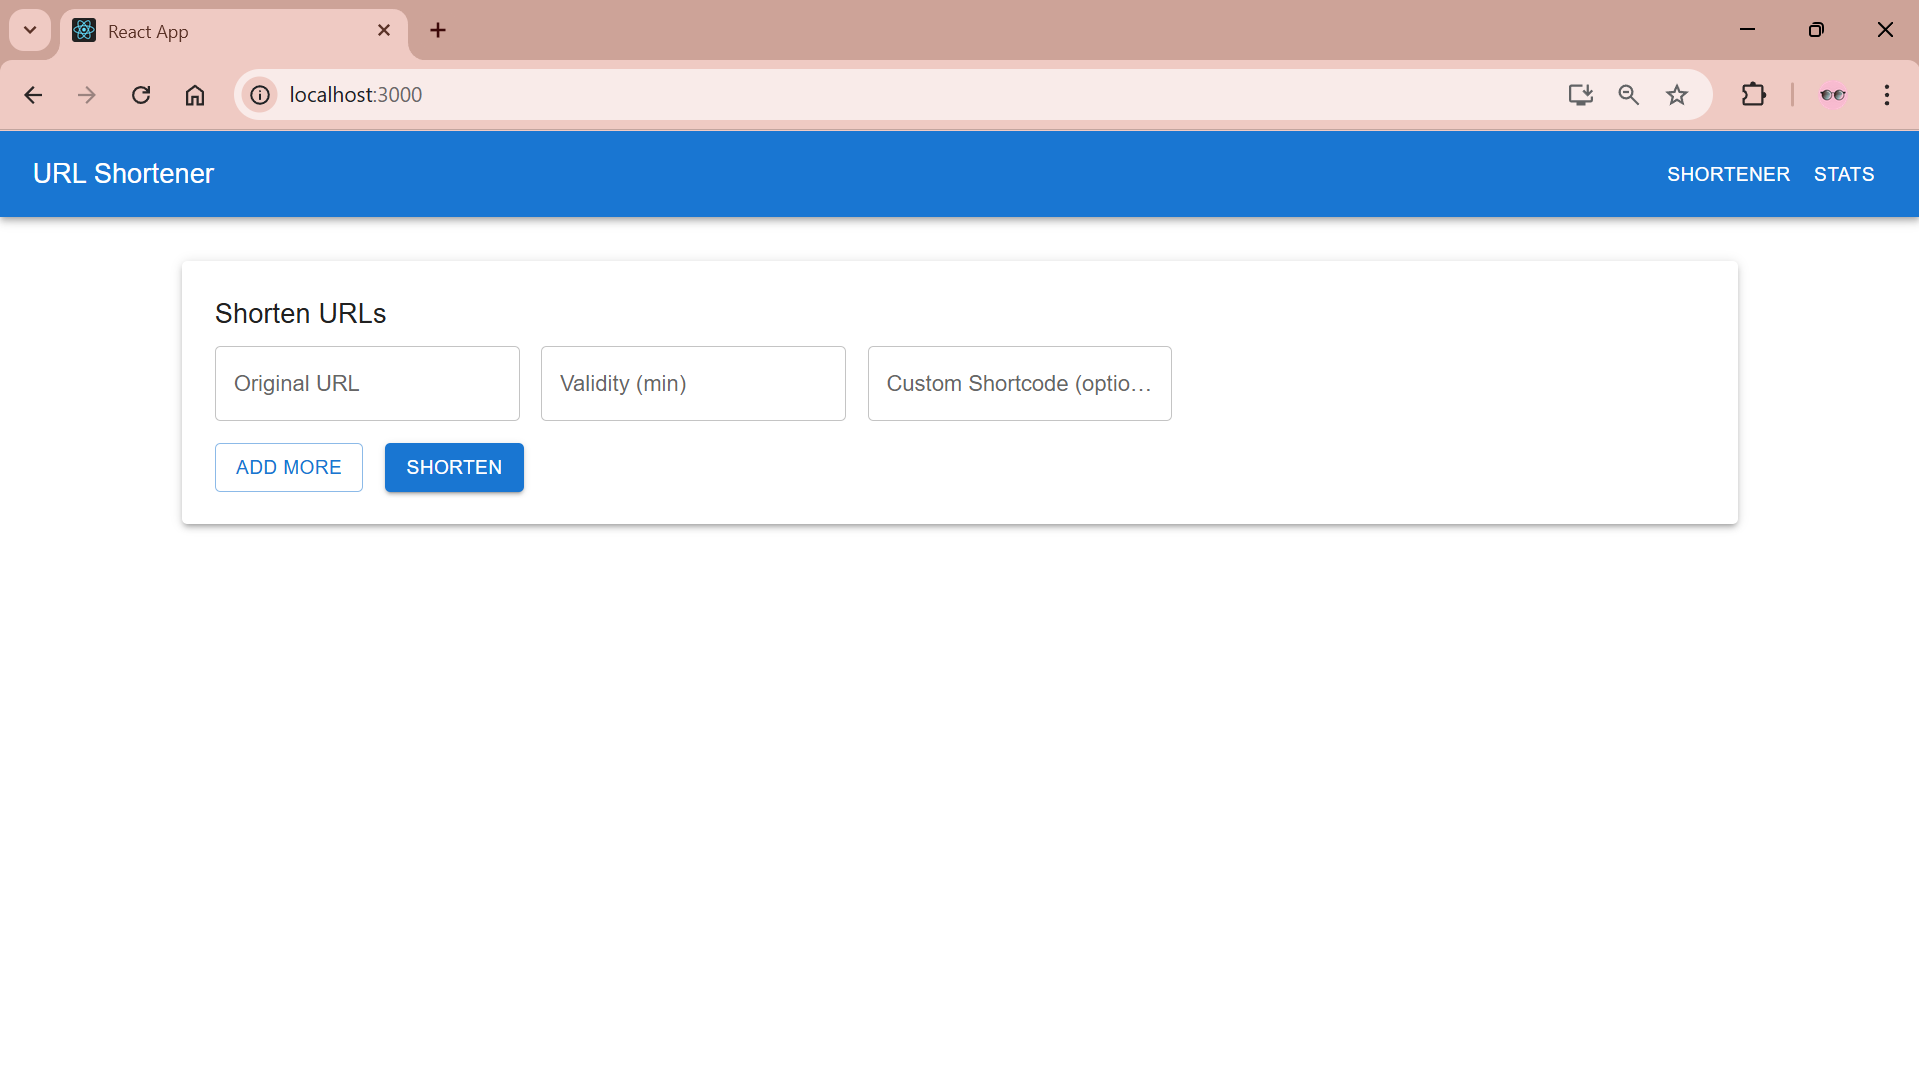 React App
localhost:3000
URL Shortener
SHORTENER STATS
Shorten URLs
Original URL
Validity (min)
Custom Shortcode (optio…
ADD MORE
SHORTEN